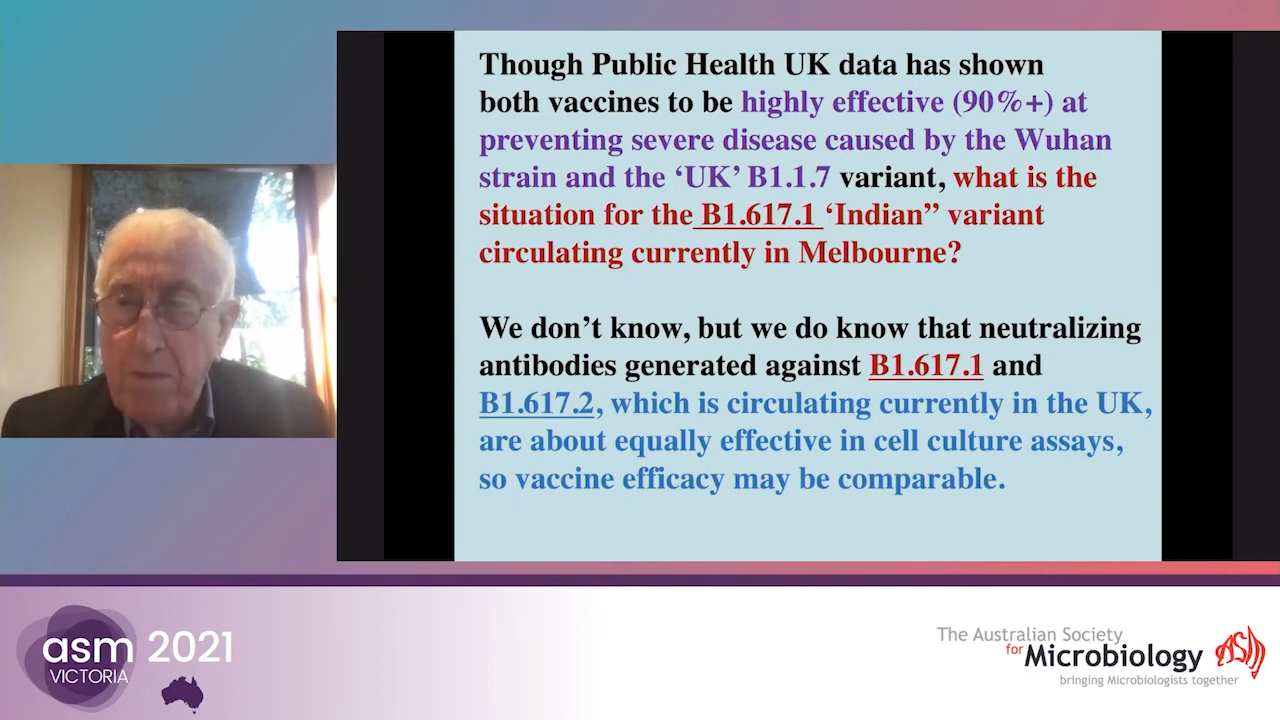 Though Public Health UK data has shown
both vaccines to be highly effective (90%+) at
preventing severe disease caused by the Wuhan
strain and the ‘UK’ B1.1.7 variant, what is the
situation for the B1.617.1 ‘Indian” variant
circulating currently in Melbourne?
We don’t know, but we do know that neutralizing
antibodies generated against B1.617.1 and
B1.617.2, which is circulating currently in the UK,
are about equally effective in cell culture assays,
so vaccine efficacy may be comparable.
asm 2021
VICTORIA
The Australian Society
for Microbiology
bringing Microbiologists together
ASM